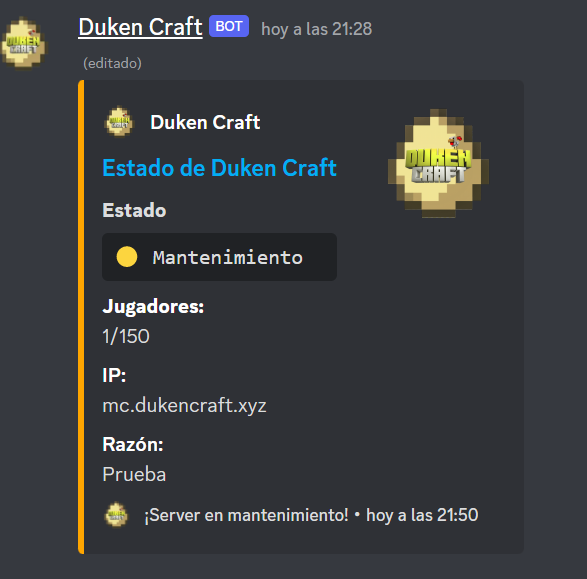 Duken Craft BOT hoy a las 21:28
(editado)
Duken Craft
DUKEN
CRAFT
Estado de Duken Craft
Estado
Mantenimiento
Jugadores:
1/150
IP:
mc.dukencraft.xyz
Razón:
Prueba
¡Server en mantenimiento! • hoy a las 21:50